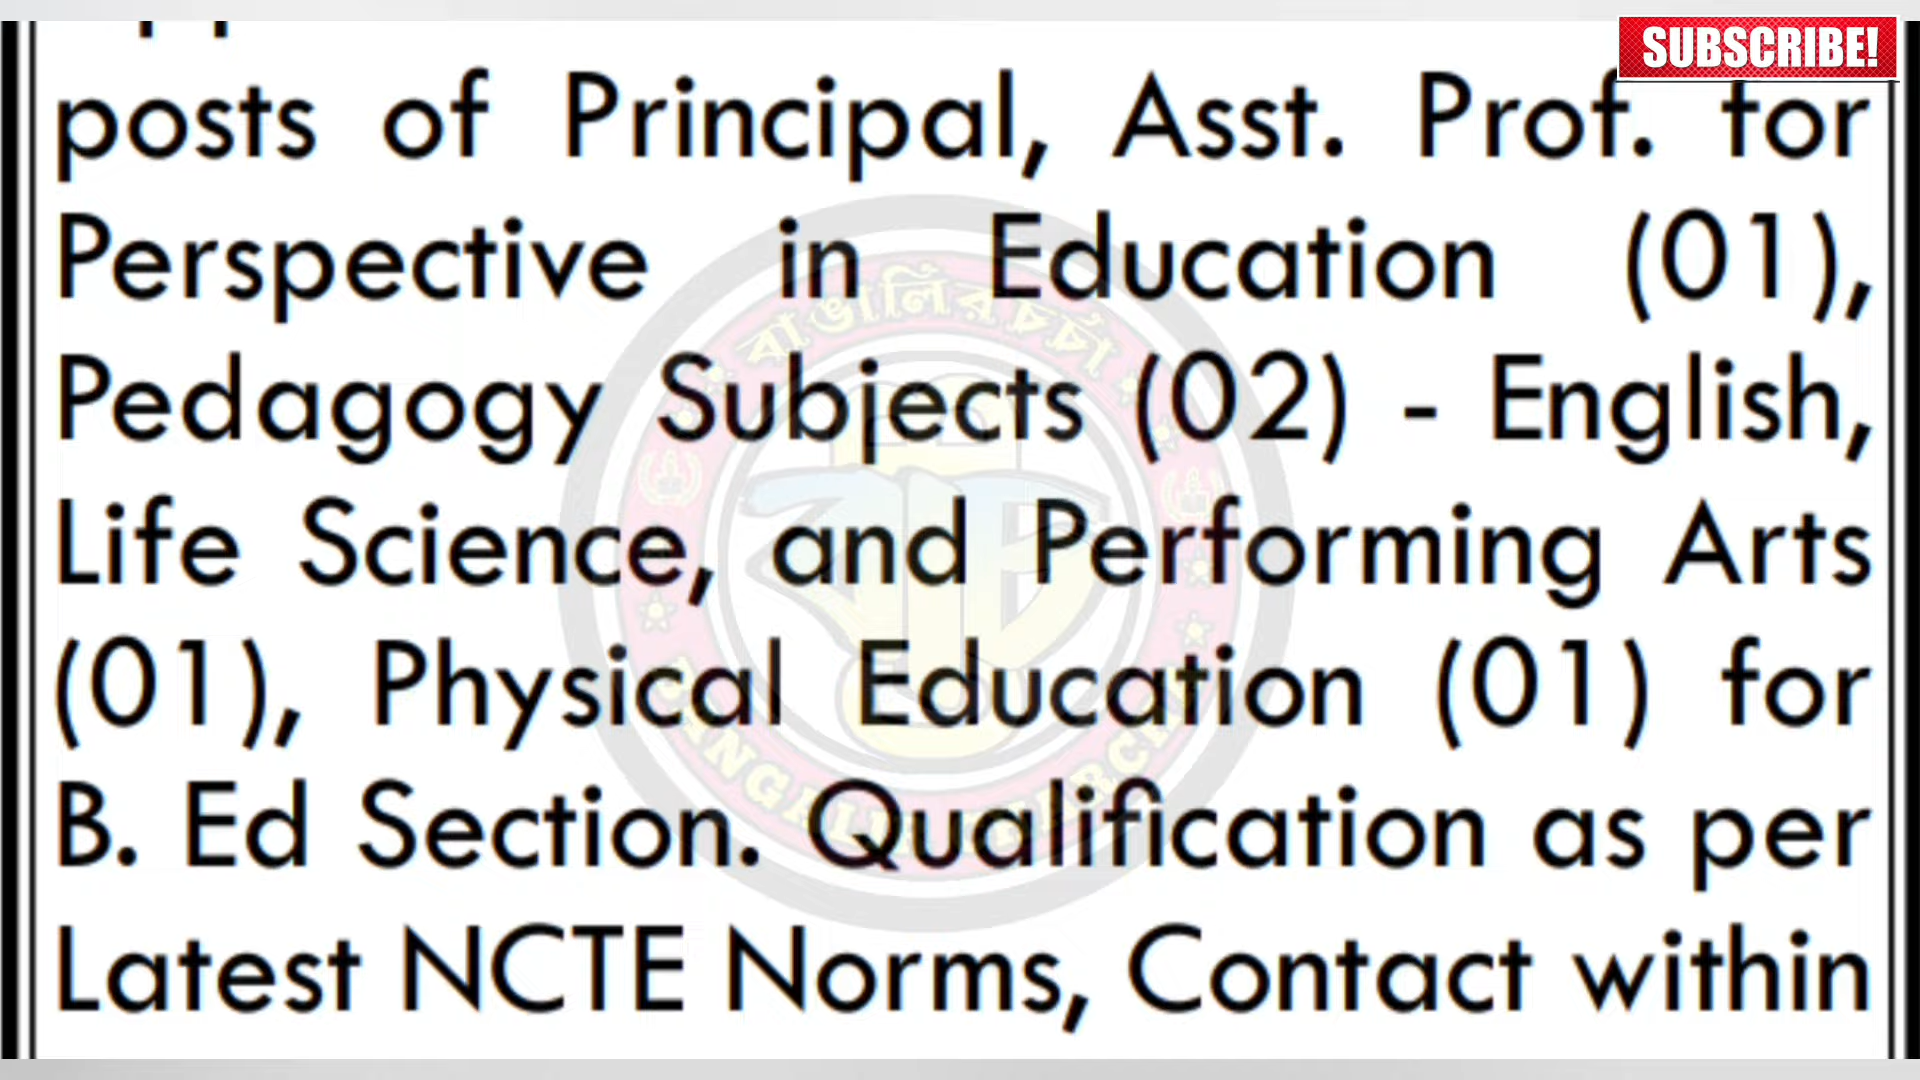 SUBSCRIBE!
posts of Principal, Asst. Prof. for
Perspective in Education (01),
Pedagogy Subjects (02) - English,
Life Science, and Performing Arts
(01), Physical Education (01) for
B. Ed Section. Qualification as per
Latest NCTE Norms, Contact within
বাঙালির চর্চা